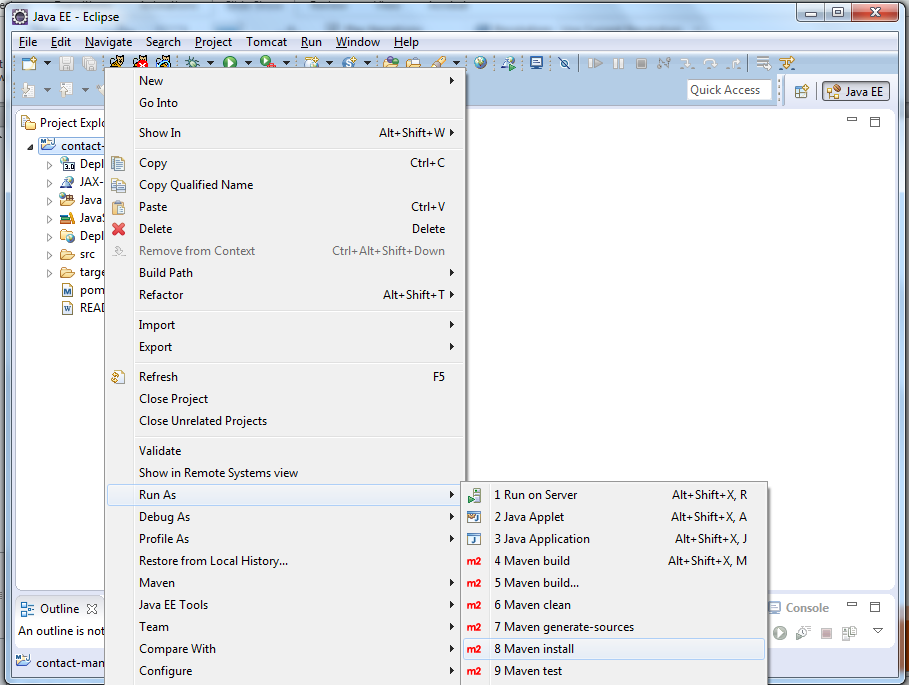 Java EE - Eclipse
File Edit Navigate Search Project Tomcat Run Window Help
Quick Access
Java EE
Project Explo
contact-
Depl
JAX-
Java
JavaS
Depl
src
targe
pom
READ
New
Go Into
Show In Alt+Shift+W
Copy Ctrl+C
Copy Qualified Name
Paste Ctrl+V
Delete Delete
Remove from Context Ctrl+Alt+Shift+Down
Build Path
Refactor Alt+Shift+T
Import
Export
Refresh F5
Close Project
Close Unrelated Projects
Validate
Show in Remote Systems view
Run As
Debug As
Profile As
Restore from Local History...
Maven
Java EE Tools
Team
Compare With
Configure
1 Run on Server Alt+Shift+X, R
2 Java Applet Alt+Shift+X, A
3 Java Application Alt+Shift+X, J
m2 4 Maven build Alt+Shift+X, M
m2 5 Maven build...
m2 6 Maven clean
m2 7 Maven generate-sources
m2 8 Maven install
m2 9 Maven test
Outline
An outline is not
contact-man
Console